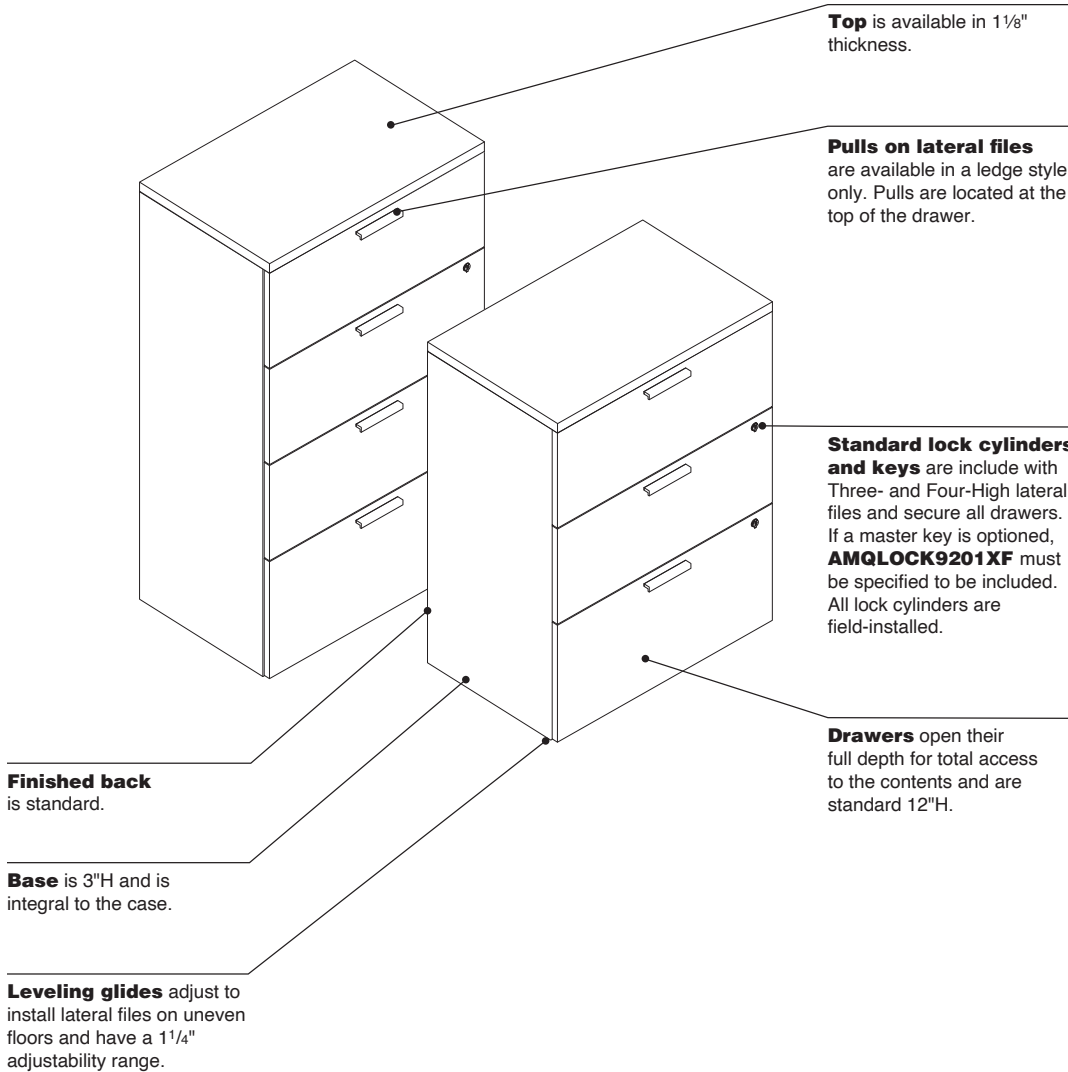 Top is available in 1⅛"
thickness.
Pulls on lateral files
are available in a ledge style
only. Pulls are located at the
top of the drawer.
Standard lock cylinders
and keys are include with
Three- and Four-High lateral
files and secure all drawers.
If a master key is optioned,
AMQLOCK9201XF must
be specified to be included.
All lock cylinders are
field-installed.
Drawers open their
full depth for total access
to the contents and are
standard 12"H.
Finished back
is standard.
Base is 3"H and is
integral to the case.
Leveling glides adjust to
install lateral files on uneven
floors and have a 1¹/₄"
adjustability range.